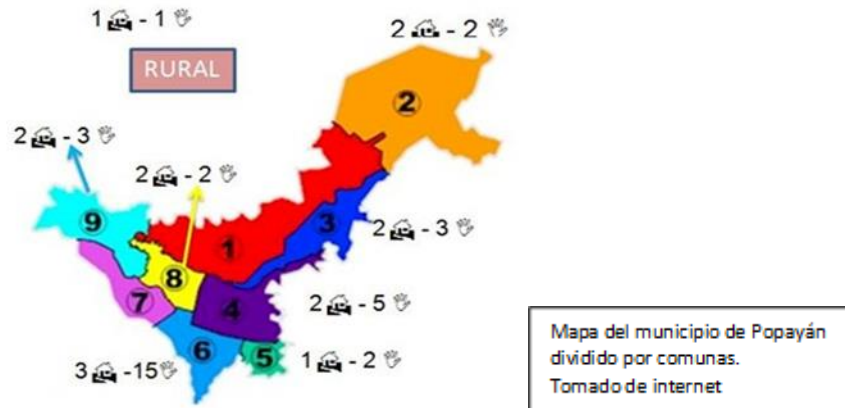 1 - 1
2 - 2
RURAL
2
2 - 3
2 - 2
9
3
1
2 - 3
8
7
4
2 - 5
6
5
3 -15
1 - 2
Mapa del municipio de Popayán
dividido por comunas.
Tomado de internet